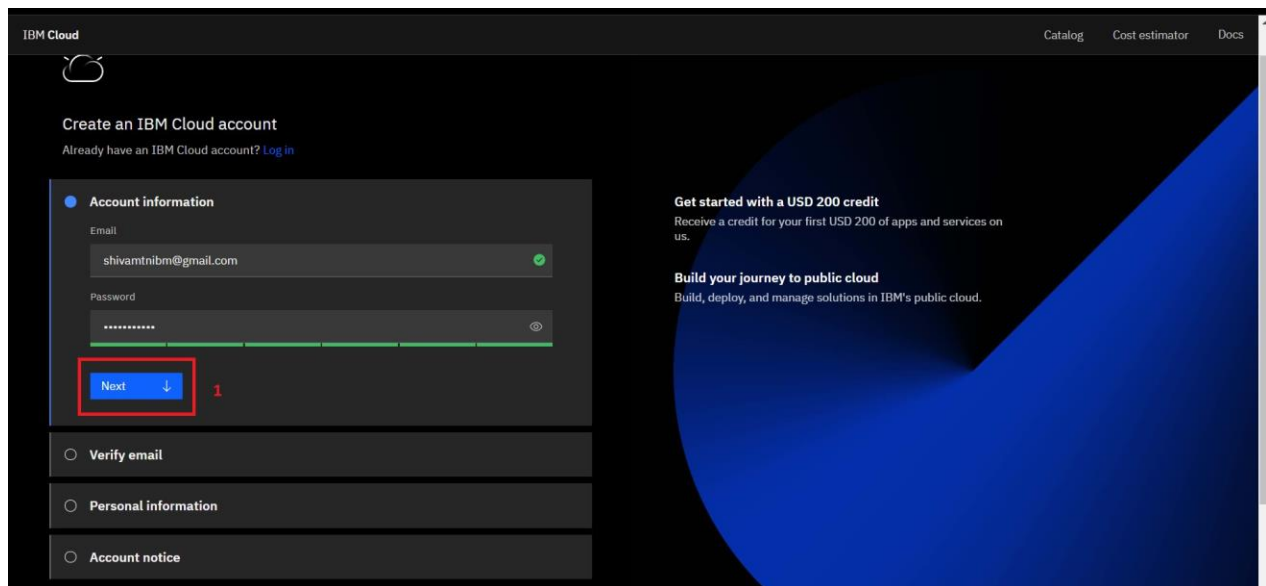 IBM Cloud
Catalog
Cost estimator
Docs
Create an IBM Cloud account
Already have an IBM Cloud account? Log in
Account information
Email
shivamtnibm@gmail.com
Password
•••••••••••
Next
1
Verify email
Personal information
Account notice
Get started with a USD 200 credit
Receive a credit for your first USD 200 of apps and services on
us.
Build your journey to public cloud
Build, deploy, and manage solutions in IBM's public cloud.